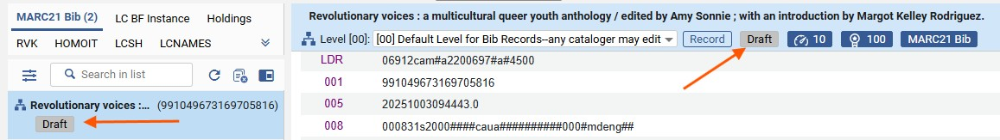 MARC21 Bib (2) LC BF Instance Holdings
RVK HOMOIT LCSH LCNAMES
Search in list
Revolutionary voices :... (991049673169705816)
Draft
Revolutionary voices : a multicultural queer youth anthology / edited by Amy Sonnie ; with an introduction by Margot Kelley Rodriguez.
Level [00]: [00] Default Level for Bib Records--any cataloger may edit Record Draft 10 100 MARC21 Bib
LDR 06912cam#a2200697#a#4500
001 991049673169705816
005 20251003094443.0
008 000831s2000####caua##########000#mdeng##